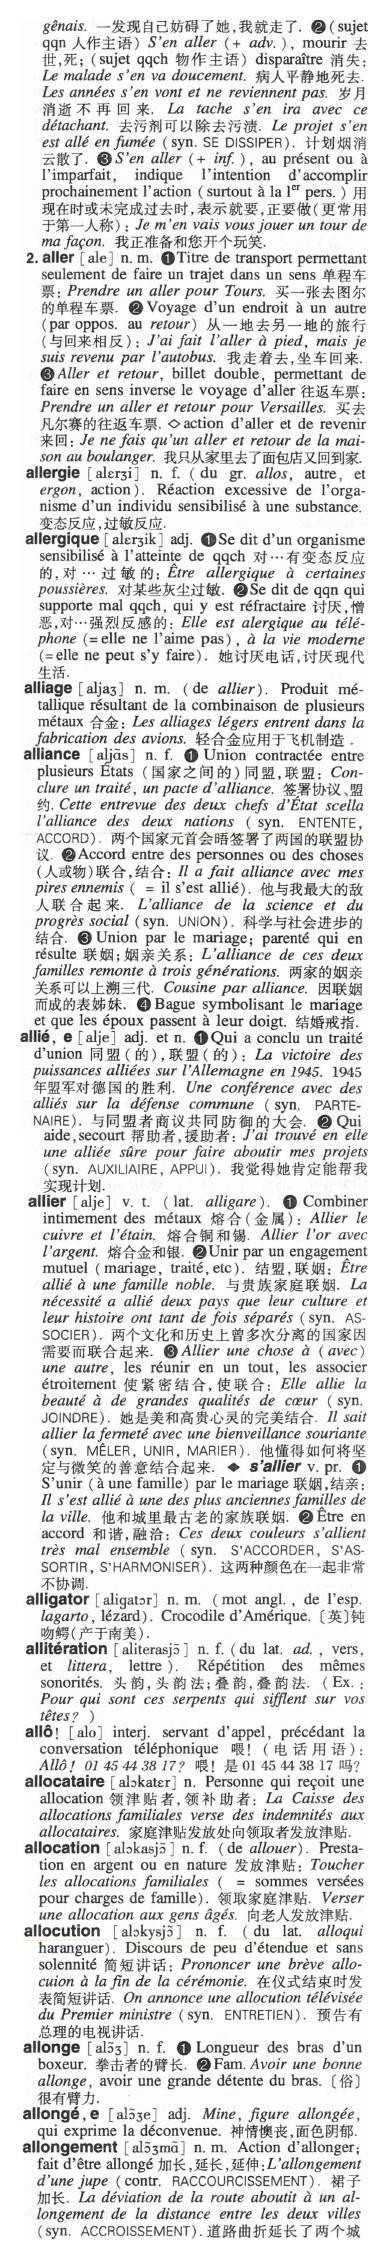 gênais. 一发现自己妨碍了她,我就走了. ❷ (sujet
qqn 人作主语) S'en aller (+ adv.), mourir 去
世,死; (sujet qqch 物作主语) disparaître 消失:
Le malade s'en va doucement. 病人平静地死去.
Les années s'en vont et ne reviennent pas. 岁月
消逝不再回来. La tache s'en ira avec ce
détachant. 去污剂可以除去污渍. Le projet s'en
est allé en fumée (syn. SE DISSIPER). 计划烟消
云散了. ❸ S'en aller (+ inf.), au présent ou à
l'imparfait, indique l'intention d'accomplir
prochainement l'action (surtout à la 1er pers.) 用
现在时或未完成过去时,表示就要,正要做(更常用
于第一人称): Je m'en vais vous jouer un tour de
ma façon. 我正准备和您开个玩笑.
2. aller [ale] n. m. ❶ Titre de transport permettant
seulement de faire un trajet dans un sens 单程车
票: Prendre un aller pour Tours. 买一张去图尔
的单程车票. ❷ Voyage d'un endroit à un autre
(par oppos. au retour) 从一地去另一地的旅行
(与回来相反): J'ai fait l'aller à pied, mais je
suis revenu par l'autobus. 我走着去,坐车回来.
❸ Aller et retour, billet double, permettant de
faire en sens inverse le voyage d'aller 往返车票:
Prendre un aller et retour pour Versailles. 买去
凡尔赛的往返车票. ◇ action d'aller et de revenir
来回: Je ne fais qu'un aller et retour de la mai-
son au boulanger. 我只从家里去了面包店又回到家.
allergie [alɛrʒi] n. f. (du gr. allos, autre, et
ergon, action). Réaction excessive de l'orga-
nisme d'un individu sensibilisé à une substance.
变态反应,过敏反应.
allergique [alɛrʒik] adj. ❶ Se dit d'un organisme
sensibilisé à l'atteinte de qqch 对…有变态反应
的,对…过敏的: Être allergique à certaines
poussières. 对某些灰尘过敏. ❷ Se dit de qqn qui
supporte mal qqch, qui y est réfractaire 讨厌,憎
恶,对…强烈反感的: Elle est alergique au télé-
phone (= elle ne l'aime pas), à la vie moderne
(= elle ne peut s'y faire). 她讨厌电话,讨厌现代
生活.
alliage [aljaʒ] n. m. (de allier). Produit mé-
tallique résultant de la combinaison de plusieurs
métaux 合金: Les alliages légers entrent dans la
fabrication des avions. 轻合金应用于飞机制造.
alliance [aljɑ̃s] n. f. ❶ Union contractée entre
plusieurs États (国家之间的) 同盟,联盟: Con-
clure un traité, un pacte d'alliance. 签署协议、盟
约. Cette entrevue des deux chefs d'État scella
l'alliance des deux nations (syn. ENTENTE,
ACCORD). 两个国家元首会晤签署了两国的联盟协
议. ❷ Accord entre des personnes ou des choses
(人或物)联合,结合: Il a fait alliance avec mes
pires ennemis ( = il s'est allié). 他与我最大的敌
人联合起来. L'alliance de la science et du
progrès social (syn. UNION). 科学与社会进步的
结合. ❸ Union par le mariage; parenté qui en
résulte 联姻;姻亲关系: L'alliance de ces deux
familles remonte à trois générations. 两家的姻亲
关系可以上溯三代. Cousine par alliance. 因联姻
而成的表姊妹. ❹ Bague symbolisant le mariage
et que les époux passent à leur doigt. 结婚戒指.
allié, e [alje] adj. et n. ❶ Qui a conclu un traité
d'union 同盟(的),联盟(的): La victoire des
puissances alliées sur l'Allemagne en 1945. 1945
年盟军对德国的胜利. Une conférence avec des
alliés sur la défense commune (syn. PARTE-
NAIRE). 与同盟者商议共同防御的大会. ❷ Qui
aide, secourt 帮助者,援助者: J'ai trouvé en elle
une alliée sûre pour faire aboutir mes projets
(syn. AUXILIAIRE, APPUI). 我觉得她肯定能帮我
实现计划.
allier [alje] v. t. (lat. alligare). ❶ Combiner
intimement des métaux 熔合(金属): Allier le
cuivre et l'étain. 熔合铜和锡. Allier l'or avec
l'argent. 熔合金和银. ❷ Unir par un engagement
mutuel (mariage, traité, etc). 结盟,联姻: Être
allié à une famille noble. 与贵族家庭联姻. La
nécessité a allié deux pays que leur culture et
leur histoire ont tant de fois séparés (syn. AS-
SOCIER). 两个文化和历史上曾多次分离的国家因
需要而联合起来. ❸ Allier une chose à (avec)
une autre, les réunir en un tout, les associer
étroitement 使紧密结合,使联合: Elle allie la
beauté à de grandes qualités de cœur (syn.
JOINDRE). 她是美和高贵心灵的完美结合. Il sait
allier la fermeté avec une bienveillance souriante
(syn. MÊLER, UNIR, MARIER). 他懂得如何将坚
定与微笑的善意结合起来. ◆ s'allier v. pr. ❶
S'unir (à une famille) par le mariage 联姻,结亲:
Il s'est allié à une des plus anciennes familles de
la ville. 他和城里最古老的家族联姻. ❷ Être en
accord 和谐,融洽: Ces deux couleurs s'allient
très mal ensemble (syn. S'ACCORDER, S'AS-
SORTIR, S'HARMONISER). 这两种颜色在一起非常
不协调.
alligator [aligatɔr] n. m. (mot angl., de l'esp.
lagarto, lézard). Crocodile d'Amérique. 〔英〕钝
吻鳄(产于南美).
allitération [aliterasjɔ̃] n. f. (du lat. ad., vers,
et littera, lettre). Répétition des mêmes
sonorités. 头韵,头韵法;叠韵,叠韵法. (Ex.:
Pour qui sont ces serpents qui sifflent sur vos
têtes? )
allô! [alo] interj. servant d'appel, précédant la
conversation téléphonique 喂! (电话用语):
Allô! 01 45 44 38 17? 喂! 是 01 45 44 38 17 吗?
allocataire [alɔkatɛr] n. Personne qui reçoit une
allocation 领津贴者,领补助者: La Caisse des
allocations familiales verse des indemnités aux
allocataires. 家庭津贴发放处向领取者发放津贴.
allocation [alɔkasjɔ̃] n. f. (de allouer). Presta-
tion en argent ou en nature 发放津贴: Toucher
les allocations familiales ( = sommes versées
pour charges de famille). 领取家庭津贴. Verser
une allocation aux gens âgés. 向老人发放津贴.
allocution [alɔkysjɔ̃] n. f. (du lat. alloqui
haranguer). Discours de peu d'étendue et sans
solennité 简短讲话: Prononcer une brève allo-
cuion à la fin de la cérémonie. 在仪式结束时发
表简短讲话. On annonce une allocution télévisée
du Premier ministre (syn. ENTRETIEN). 预告有
总理的电视讲话.
allonge [alɔ̃ʒ] n. f. ❶ Longueur des bras d'un
boxeur. 拳击者的臂长. ❷ Fam. Avoir une bonne
allonge, avoir une grande détente du bras. 〔俗〕
很有臂力.
allongé, e [alɔ̃ʒe] adj. Mine, figure allongée,
qui exprime la déconvenue. 神情懊丧,面色阴郁.
allongement [alɔ̃ʒmɑ̃] n. m. Action d'allonger;
fait d'être allongé 加长,延长,延伸: L'allongement
d'une jupe (contr. RACCOURCISSEMENT). 裙子
加长. La déviation de la route aboutit à un al-
longement de la distance entre les deux villes
(syn. ACCROISSEMENT). 道路曲折延长了两个城